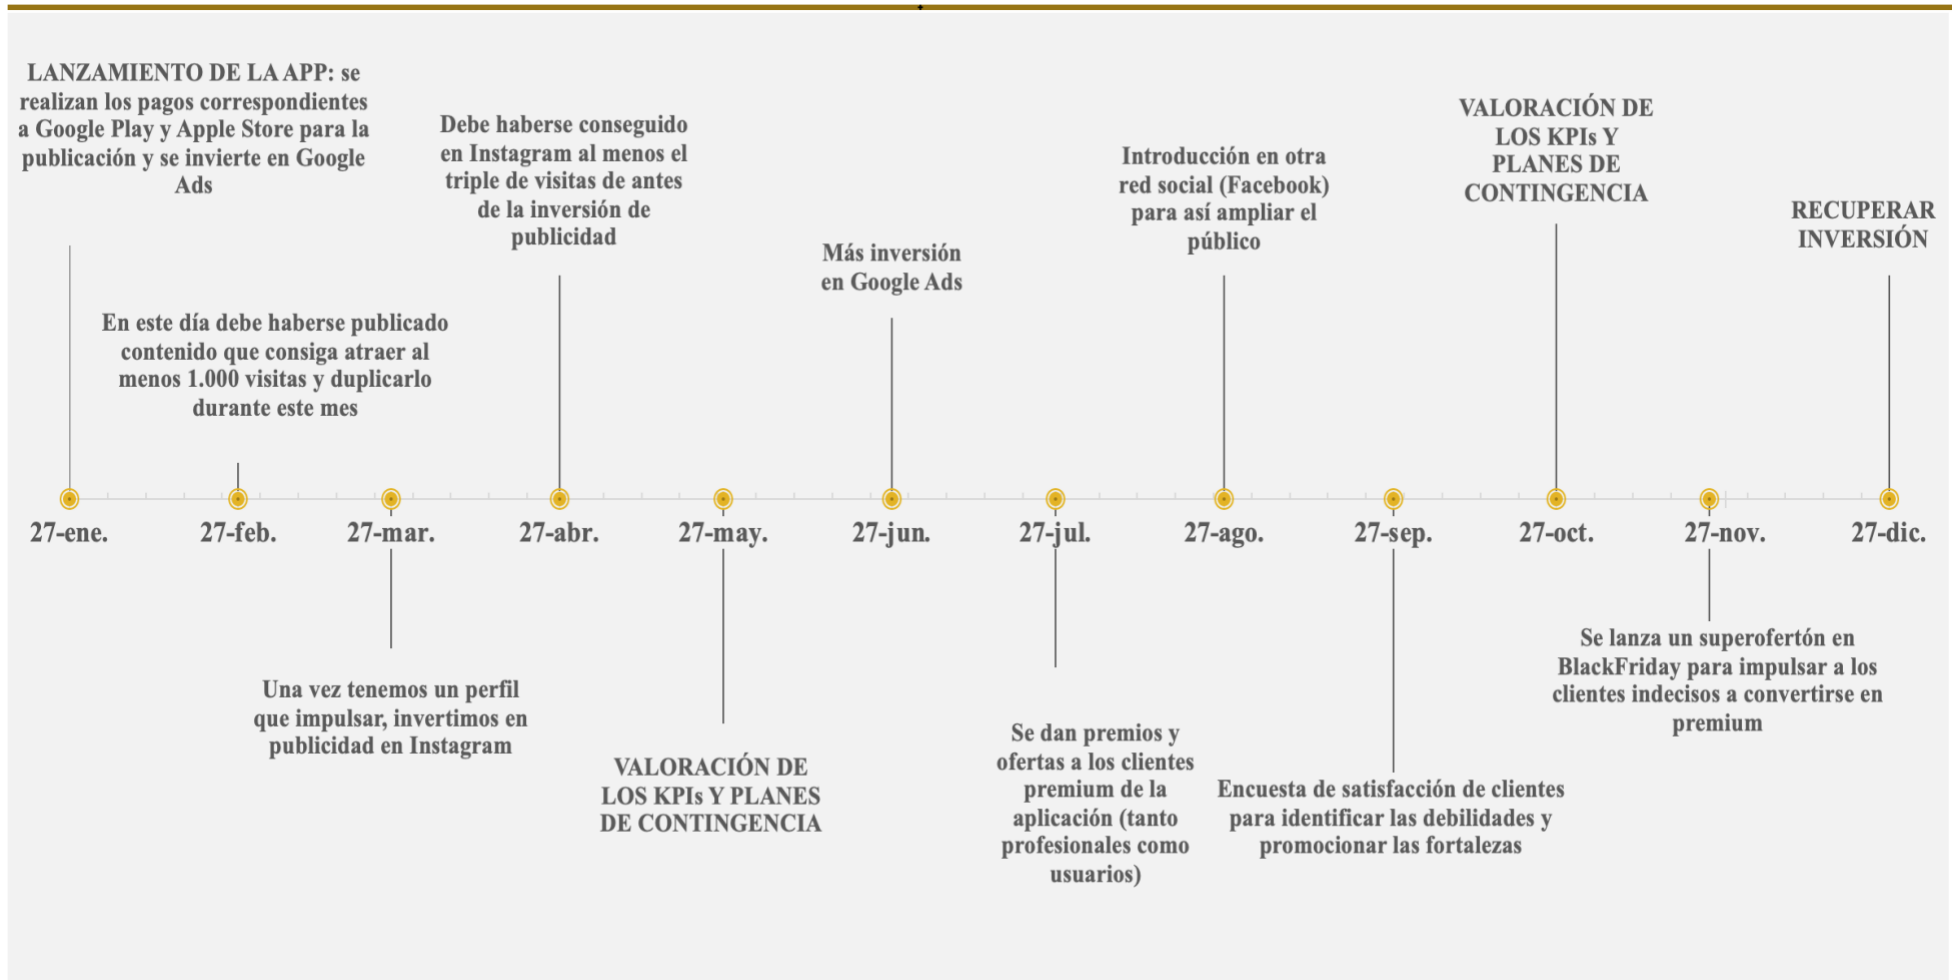 LANZAMIENTO DE LA APP: se
realizan los pagos correspondientes
a Google Play y Apple Store para la
publicación y se invierte en Google
Ads
En este día debe haberse publicado
contenido que consiga atraer al
menos 1.000 visitas y duplicarlo
durante este mes
Debe haberse conseguido
en Instagram al menos el
triple de visitas de antes
de la inversión de
publicidad
Más inversión
en Google Ads
Introducción en otra
red social (Facebook)
para así ampliar el
público
VALORACIÓN DE
LOS KPIs Y
PLANES DE
CONTINGENCIA
RECUPERAR
INVERSIÓN
27-ene.
27-feb.
27-mar.
27-abr.
27-may.
27-jun.
27-jul.
27-ago.
27-sep.
27-oct.
27-nov.
27-dic.
Una vez tenemos un perfil
que impulsar, invertimos en
publicidad en Instagram
VALORACIÓN DE
LOS KPIs Y PLANES
DE CONTINGENCIA
Se dan premios y
ofertas a los clientes
premium de la
aplicación (tanto
profesionales como
usuarios)
Encuesta de satisfacción de clientes
para identificar las debilidades y
promocionar las fortalezas
Se lanza un superofertón en
BlackFriday para impulsar a los
clientes indecisos a convertirse en
premium